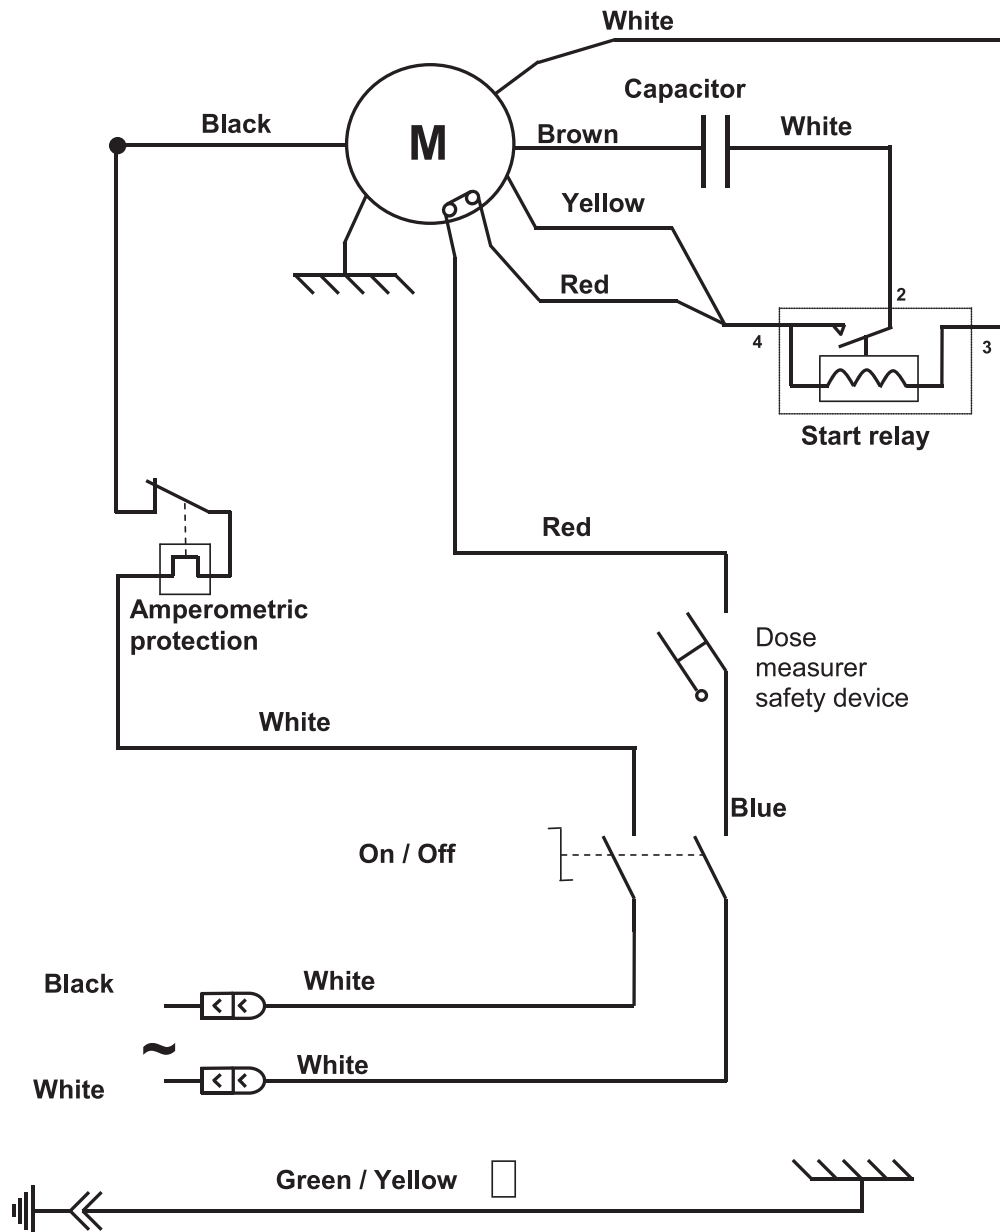 White
Capacitor
Black
M
Brown
White
Yellow
Red
2
4
3
Start relay
Red
Amperometric
protection
Dose
measurer
safety device
White
Blue
On / Off
Black
White
~
White
White
Green / Yellow